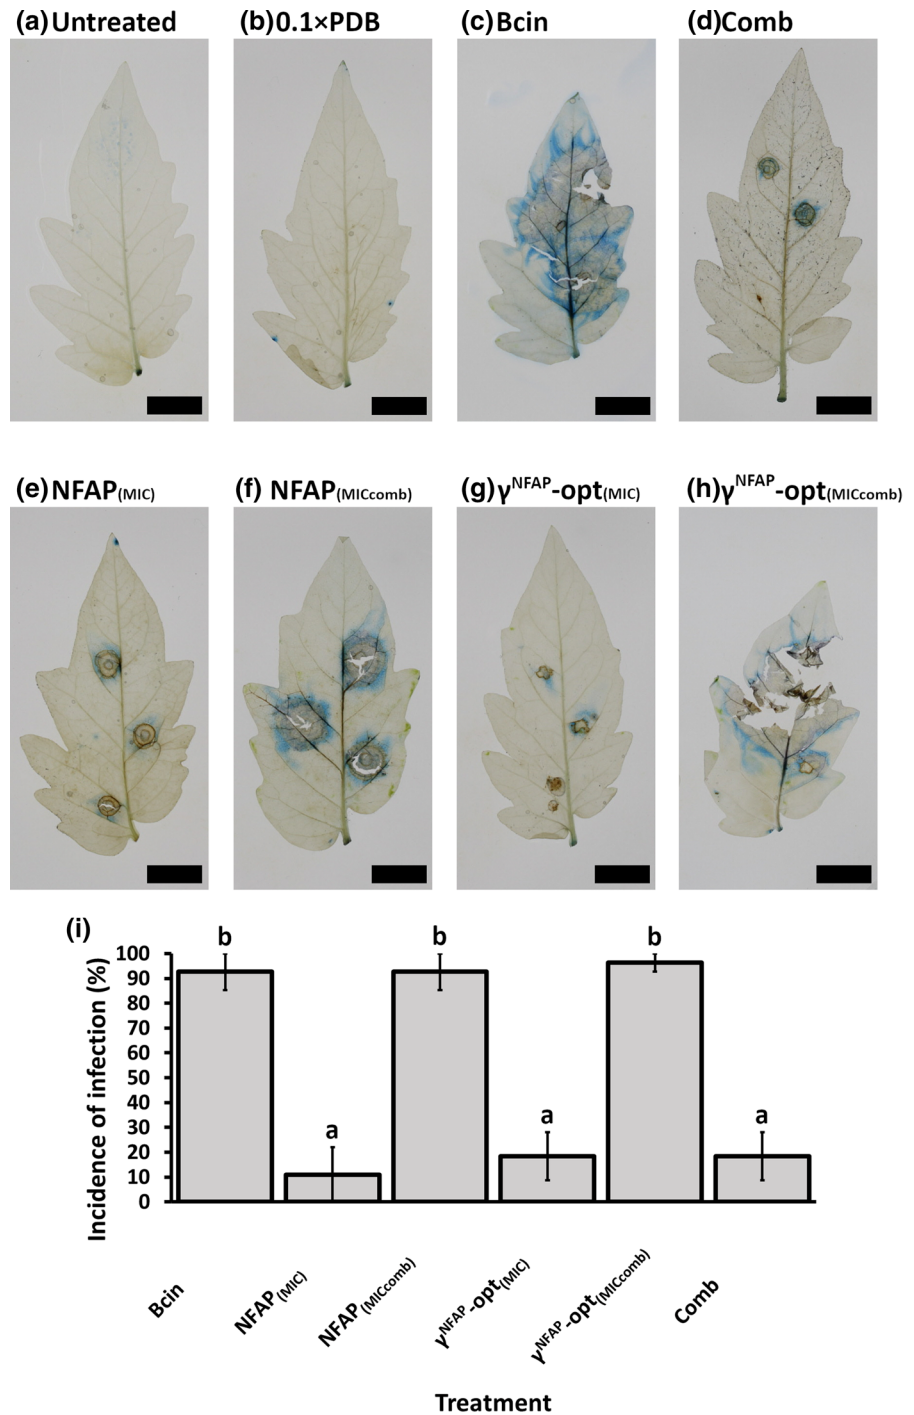 (a) Untreated (b) 0.1×PDB (c) Bcin (d) Comb
(e) NFAP(MIC) (f) NFAP(MICcomb) (g) γNFAP-opt(MIC) (h) γNFAP-opt(MICcomb)
(i)
Incidence of infection (%)
100
90
80
70
60
50
40
30
20
10
0
b a b a b a
Bcin NFAP(MIC) NFAP(MICcomb) γNFAP-opt(MIC) γNFAP-opt(MICcomb) Comb
Treatment